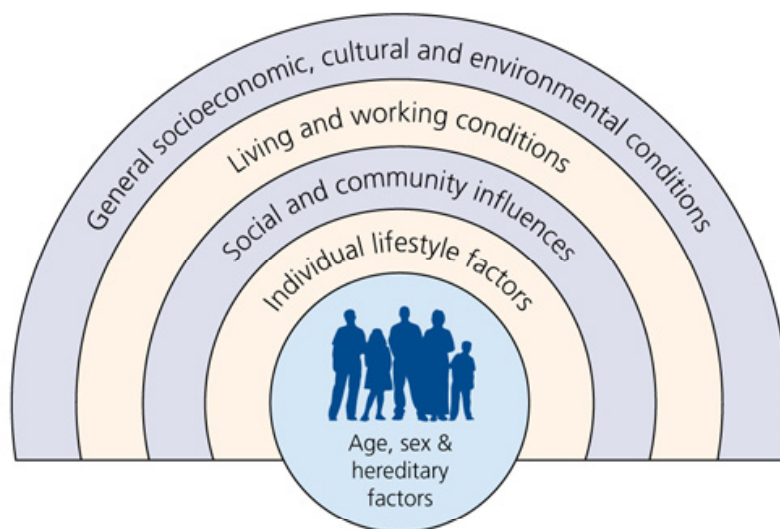 General socioeconomic, cultural and environmental conditions
Living and working conditions
Social and community influences
Individual lifestyle factors
Age, sex &
hereditary
factors